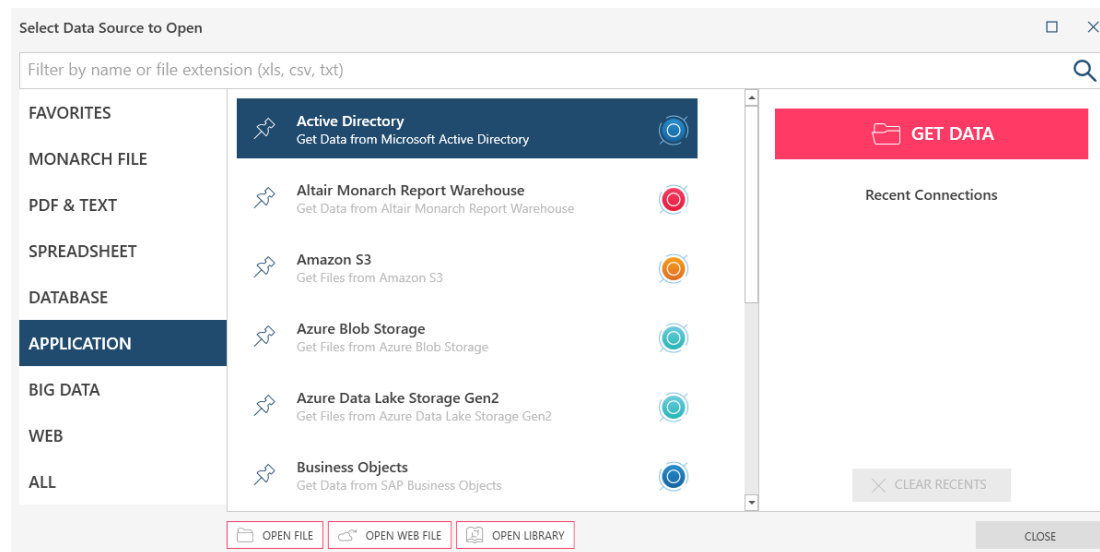 Select Data Source to Open
Filter by name or file extension (xls, csv, txt)
FAVORITES
MONARCH FILE
PDF & TEXT
SPREADSHEET
DATABASE
APPLICATION
BIG DATA
WEB
ALL
Active Directory
Get Data from Microsoft Active Directory
Altair Monarch Report Warehouse
Get Data from Altair Monarch Report Warehouse
Amazon S3
Get Files from Amazon S3
Azure Blob Storage
Get Files from Azure Blob Storage
Azure Data Lake Storage Gen2
Get Files from Azure Data Lake Storage Gen2
Business Objects
Get Data from SAP Business Objects
GET DATA
Recent Connections
CLEAR RECENTS
OPEN FILE
OPEN WEB FILE
OPEN LIBRARY
CLOSE